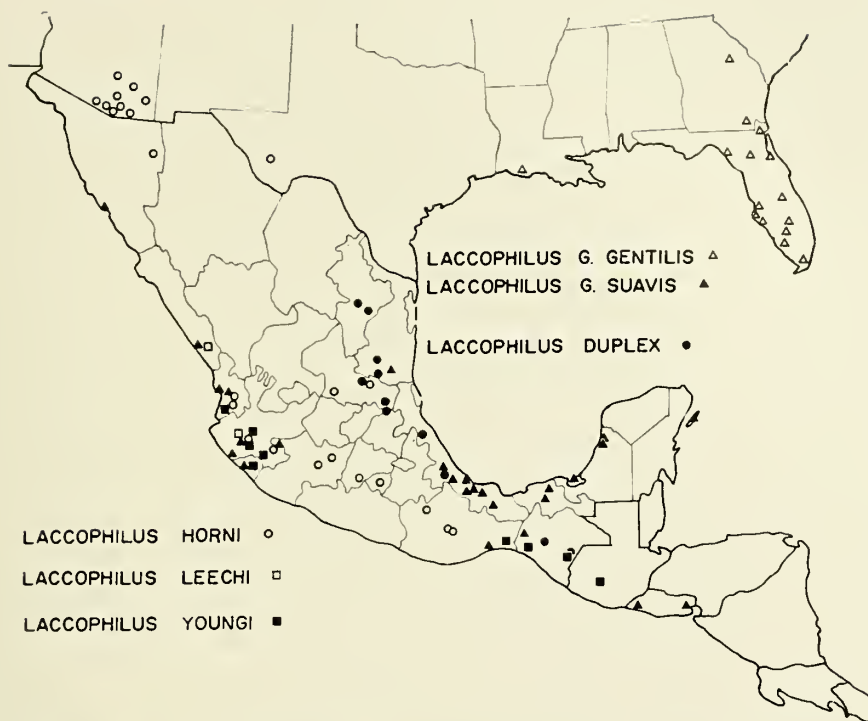 LACCOPHILUS G. GENTILIS △
LACCOPHILUS G. SUAVIS ▲
LACCOPHILUS DUPLEX ●
LACCOPHILUS HORNI ○
LACCOPHILUS LEECHI □
LACCOPHILUS YOUNGI ■